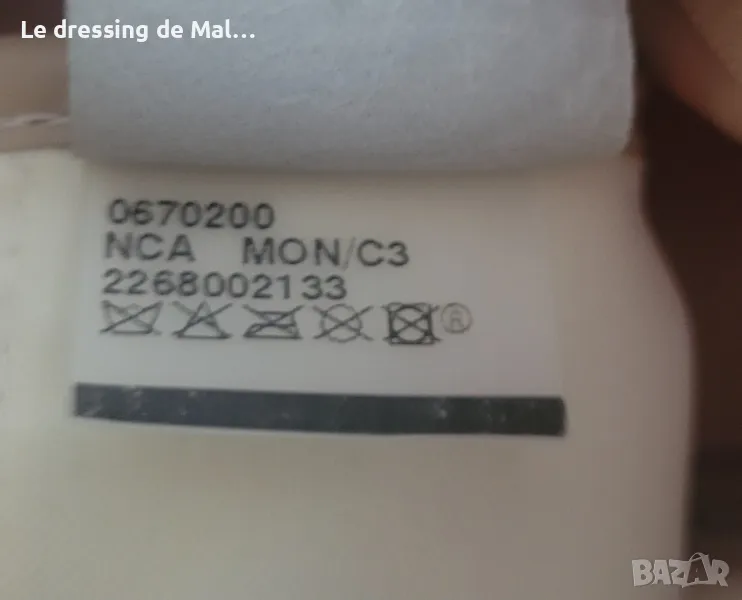 Le dressing de Mal...
0670200
NCA MON/C3
2268002133
®
BAZAR